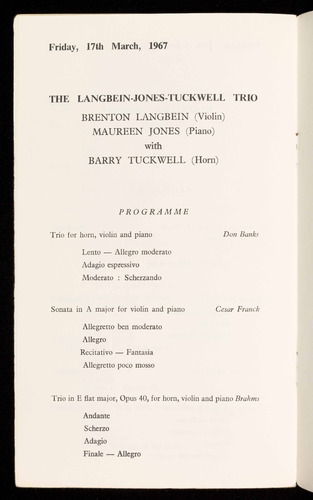 Friday, 17th March, 1967
THE LANGBEIN-JONES-TUCKWELL TRIO
BRENTON LANGBEIN (Violin)
MAUREEN JONES (Piano)
with
BARRY TUCKWELL (Horn)
PROGRAMME
Trio for horn, violin and piano Don Banks
Lento — Allegro moderato
Adagio espressivo
Moderato : Scherzando
Sonata in A major for violin and piano Cesar Franck
Allegretto ben moderato
Allegro
Recitativo — Fantasia
Allegretto poco mosso
Trio in E flat major, Opus 40, for horn, violin and piano Brahms
Andante
Scherzo
Adagio
Finale — Allegro